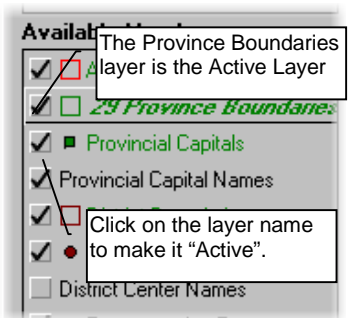 Available
The Province Boundaries
layer is the Active Layer
29 Province Boundaries
Provincial Capitals
Provincial Capital Names
Click on the layer name
to make it “Active”.
District Center Names